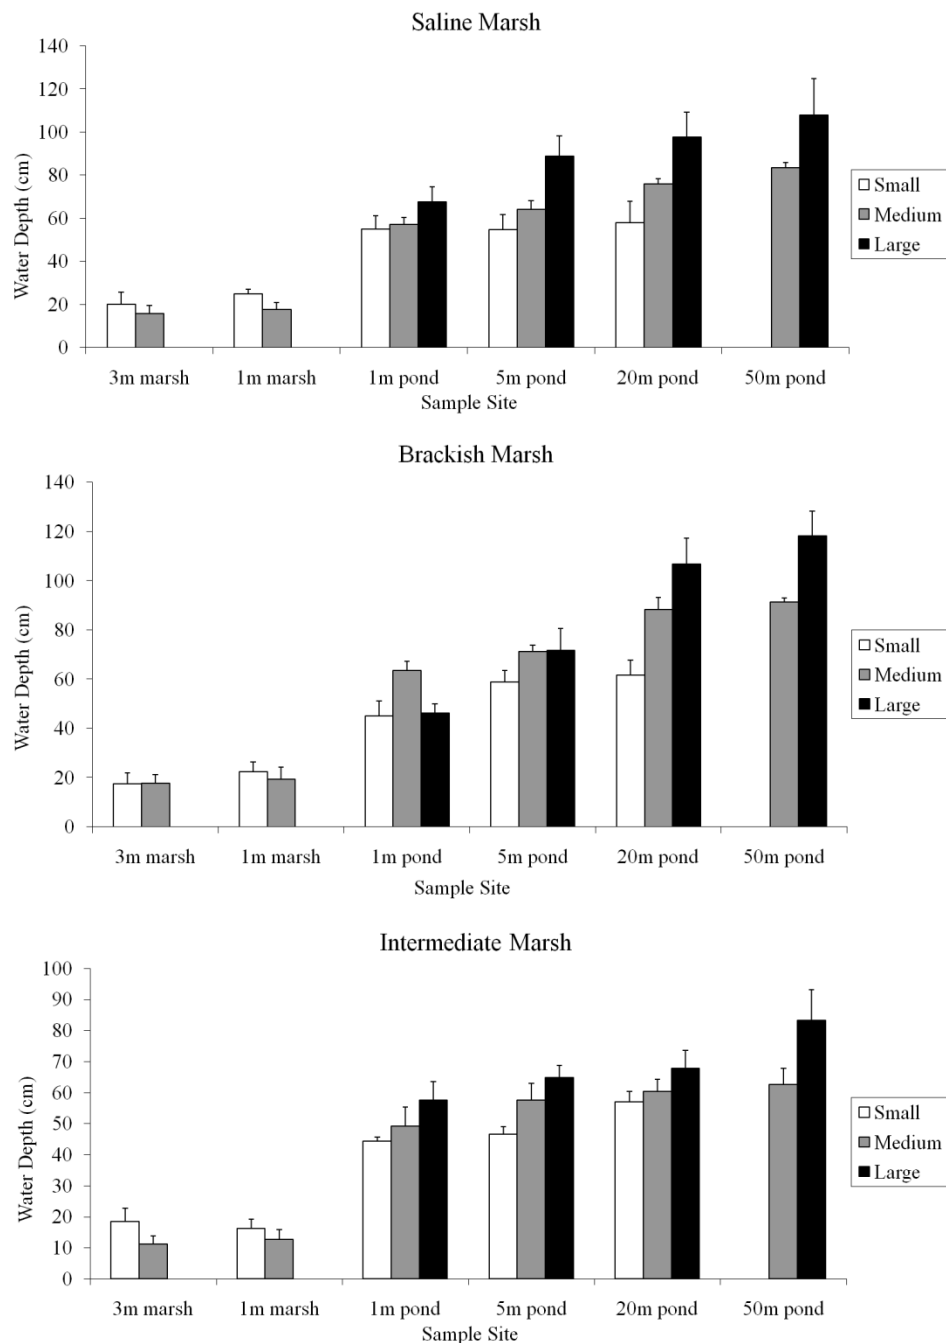 Saline Marsh
140
120
100
80
60
40
20
0
Water Depth (cm)
3m marsh 1m marsh 1m pond 5m pond 20m pond 50m pond
Sample Site
Small
Medium
Large
Brackish Marsh
140
120
100
80
60
40
20
0
Water Depth (cm)
3m marsh 1m marsh 1m pond 5m pond 20m pond 50m pond
Sample Site
Small
Medium
Large
Intermediate Marsh
100
90
80
70
60
50
40
30
20
10
0
Water Depth (cm)
3m marsh 1m marsh 1m pond 5m pond 20m pond 50m pond
Sample Site
Small
Medium
Large